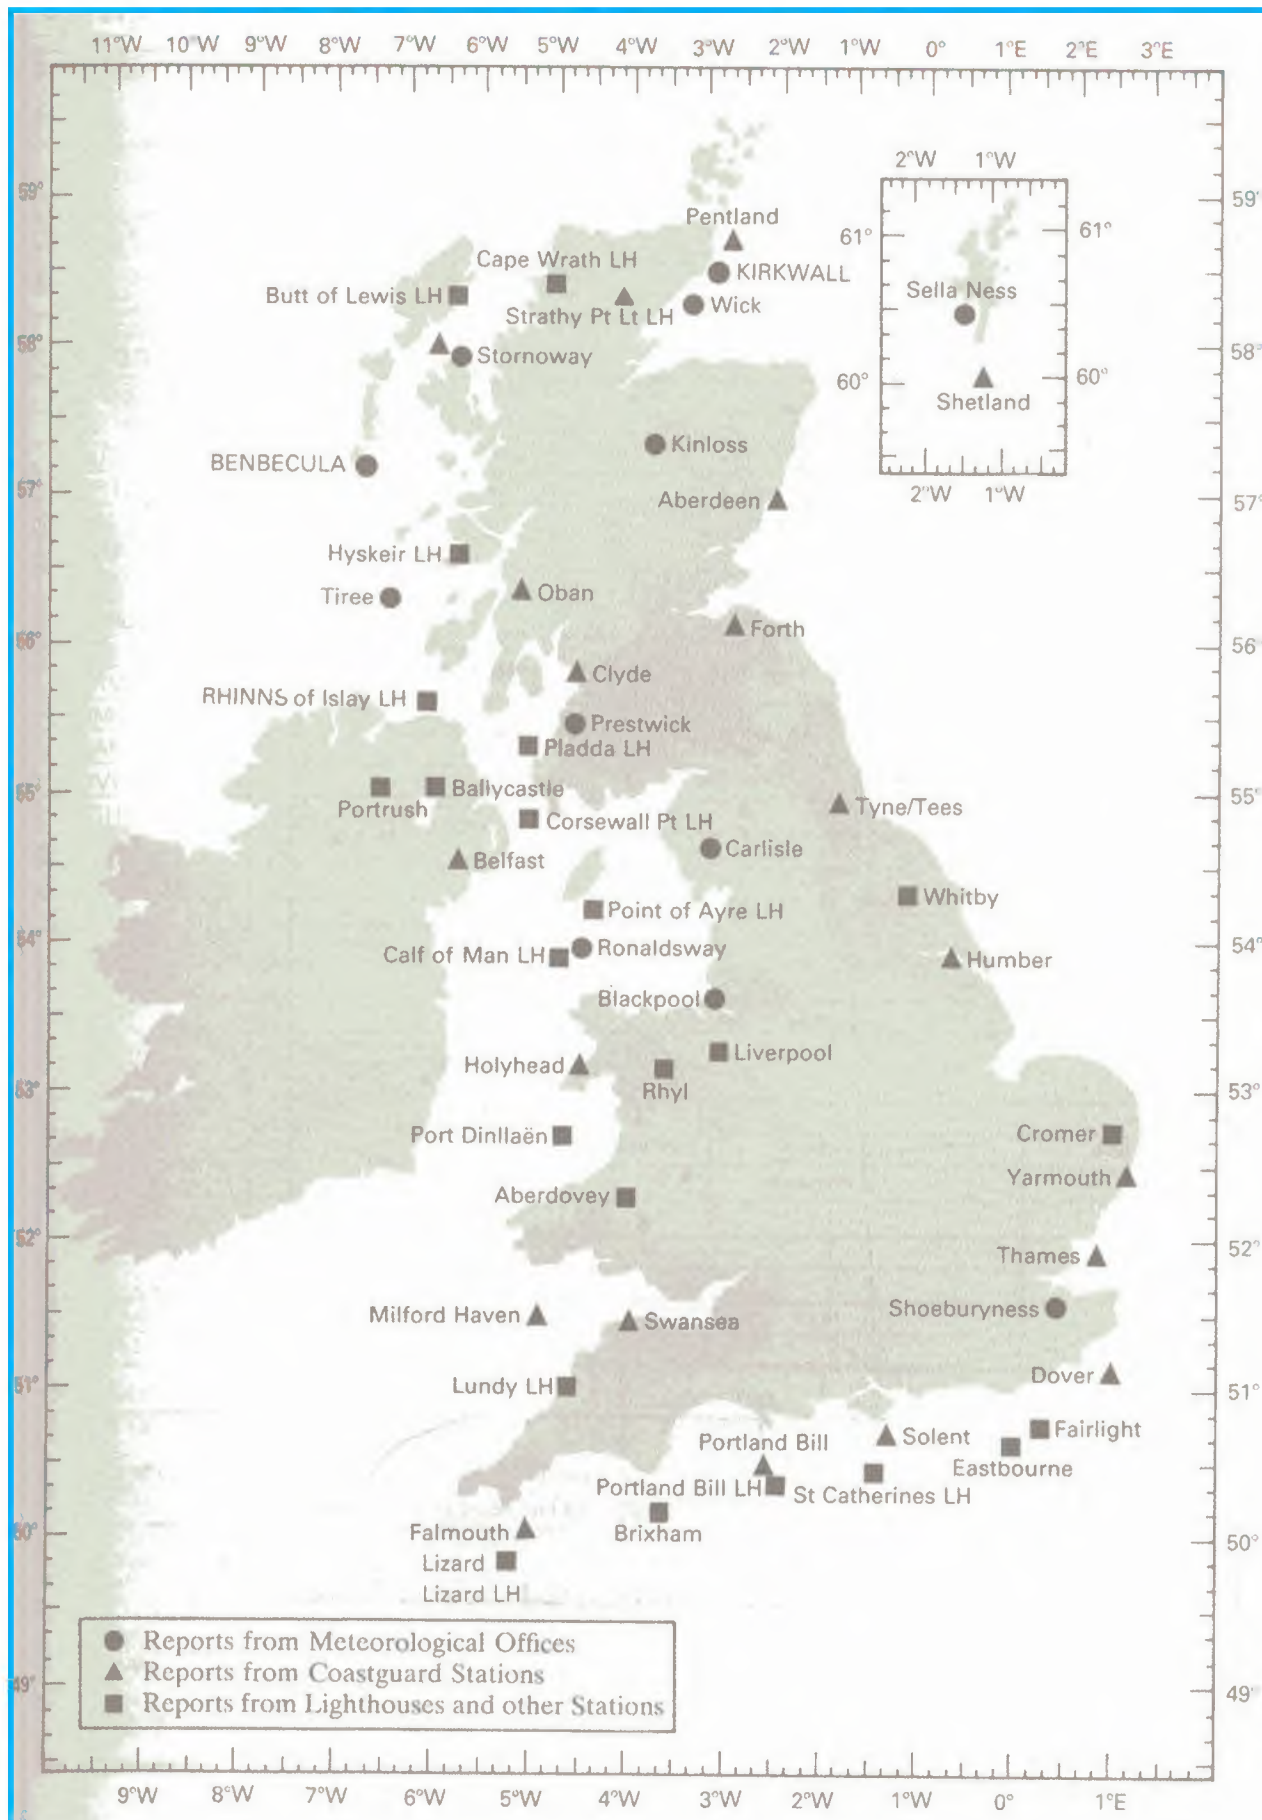 11°W 10°W 9°W 8°W 7°W 6°W 5°W 4°W 3°W 2°W 1°W 0° 1°E 2°E 3°E
2°W 1°W
59° 59°
Pentland
61° 61°
Cape Wrath LH
KIRKWALL
Butt of Lewis LH
Sella Ness
Strathy Pt Lt LH
Wick
58° 58°
Stornoway
60° 60°
Shetland
Kinloss
BENBECULA
2°W 1°W
57° 57°
Aberdeen
Hyskeir LH
Tiree
Oban
Forth
56° 56°
Clyde
RHINNS of Islay LH
Prestwick
Pladda LH
55° 55°
Ballycastle
Portrush
Tyne/Tees
Corsewall Pt LH
Carlisle
Belfast
Whitby
Point of Ayre LH
54° 54°
Ronaldsway
Calf of Man LH
Humber
Blackpool
Liverpool
Holyhead
Rhyl
53° 53°
Port Dinllaën
Cromer
Yarmouth
Aberdovey
52° 52°
Thames
Shoeburyness
Milford Haven
Swansea
Dover
Lundy LH
51° 51°
Fairlight
Solent
Portland Bill
Eastbourne
Portland Bill LH
St Catherines LH
Brixham
50° 50°
Falmouth
Lizard
Lizard LH
Reports from Meteorological Offices
Reports from Coastguard Stations
49° 49°
Reports from Lighthouses and other Stations
9°W 8°W 7°W 6°W 5°W 4°W 3°W 2°W 1°W 0° 1°E